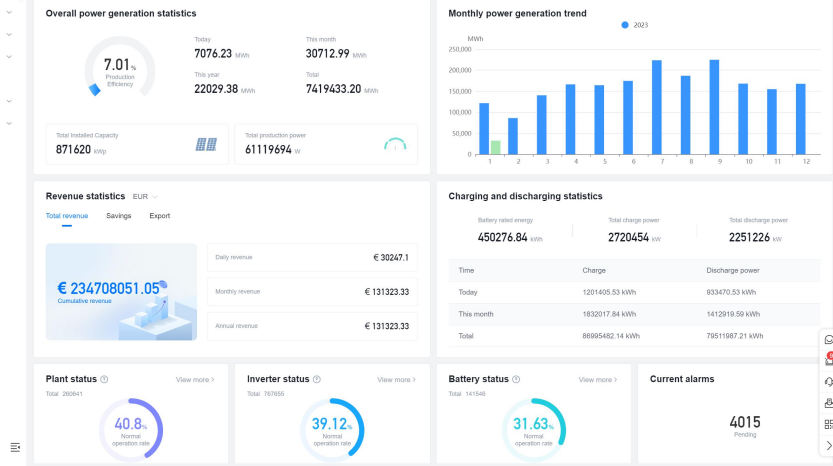 Overall power generation statistics
7.01%
Production
Efficiency
Today
7076.23 MWh
This month
30712.99 MWh
This year
22029.38 MWh
Total
7419433.20 MWh
Total Installed Capacity
871620 kWp
Total production power
61119694 W
Monthly power generation trend
2023
MWh
250,000
200,000
150,000
100,000
50,000
0
1 2 3 4 5 6 7 8 9 10 11 12
Revenue statistics EUR
Total revenue Savings Export
€ 234708051.05
Cumulative revenue
Daily revenue € 30247.1
Monthly revenue € 131323.33
Annual revenue € 131323.33
Charging and discharging statistics
Battery rated energy
450276.84 kWh
Total charge power
2720454 kW
Total discharge power
2251226 kW
Time Charge Discharge power
Today 1201405.53 kWh 933470.53 kWh
This month 1832017.84 kWh 1412919.59 kWh
Total 86995482.14 kWh 79511987.21 kWh
Plant status ? View more >
Total 260641
40.8%
Normal
operation rate
Inverter status ? View more >
Total 787655
39.12%
Normal
operation rate
Battery status ? View more >
Total 141546
31.63%
Normal
operation rate
Current alarms
4015
Pending